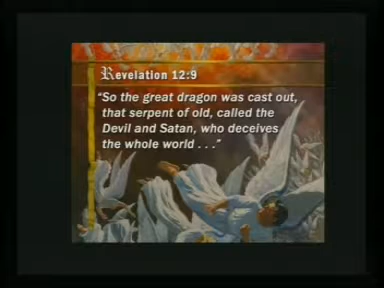 Revelation 12:9
“So the great dragon was cast out,
that serpent of old, called the
Devil and Satan, who deceives
the whole world . . .”